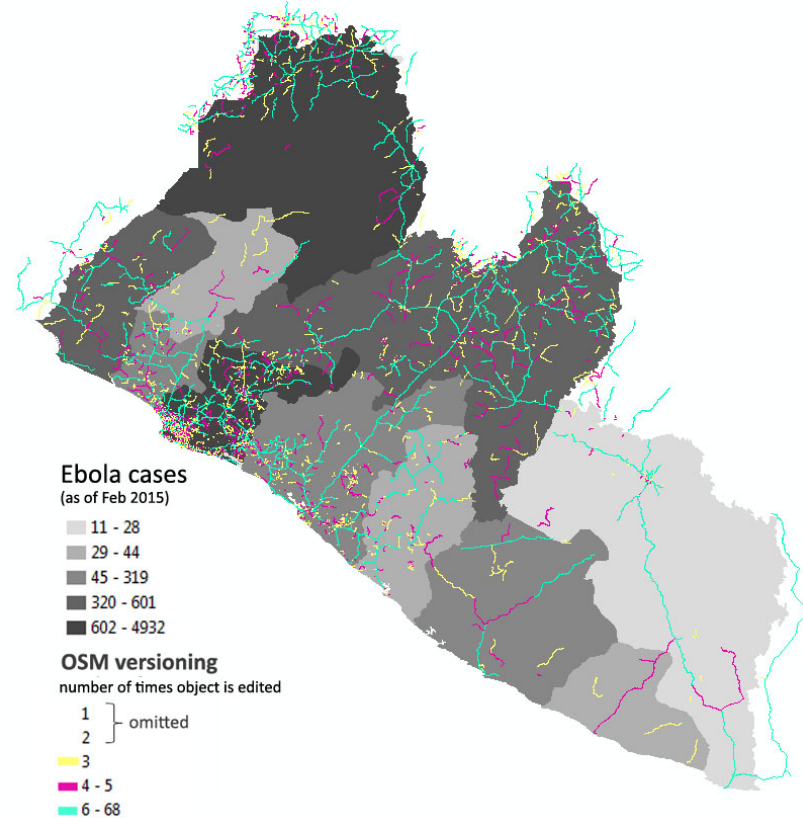 Ebola cases
(as of Feb 2015)
11 - 28
29 - 44
45 - 319
320 - 601
602 - 4932
OSM versioning
number of times object is edited
1
2
omitted
3
4 - 5
6 - 68